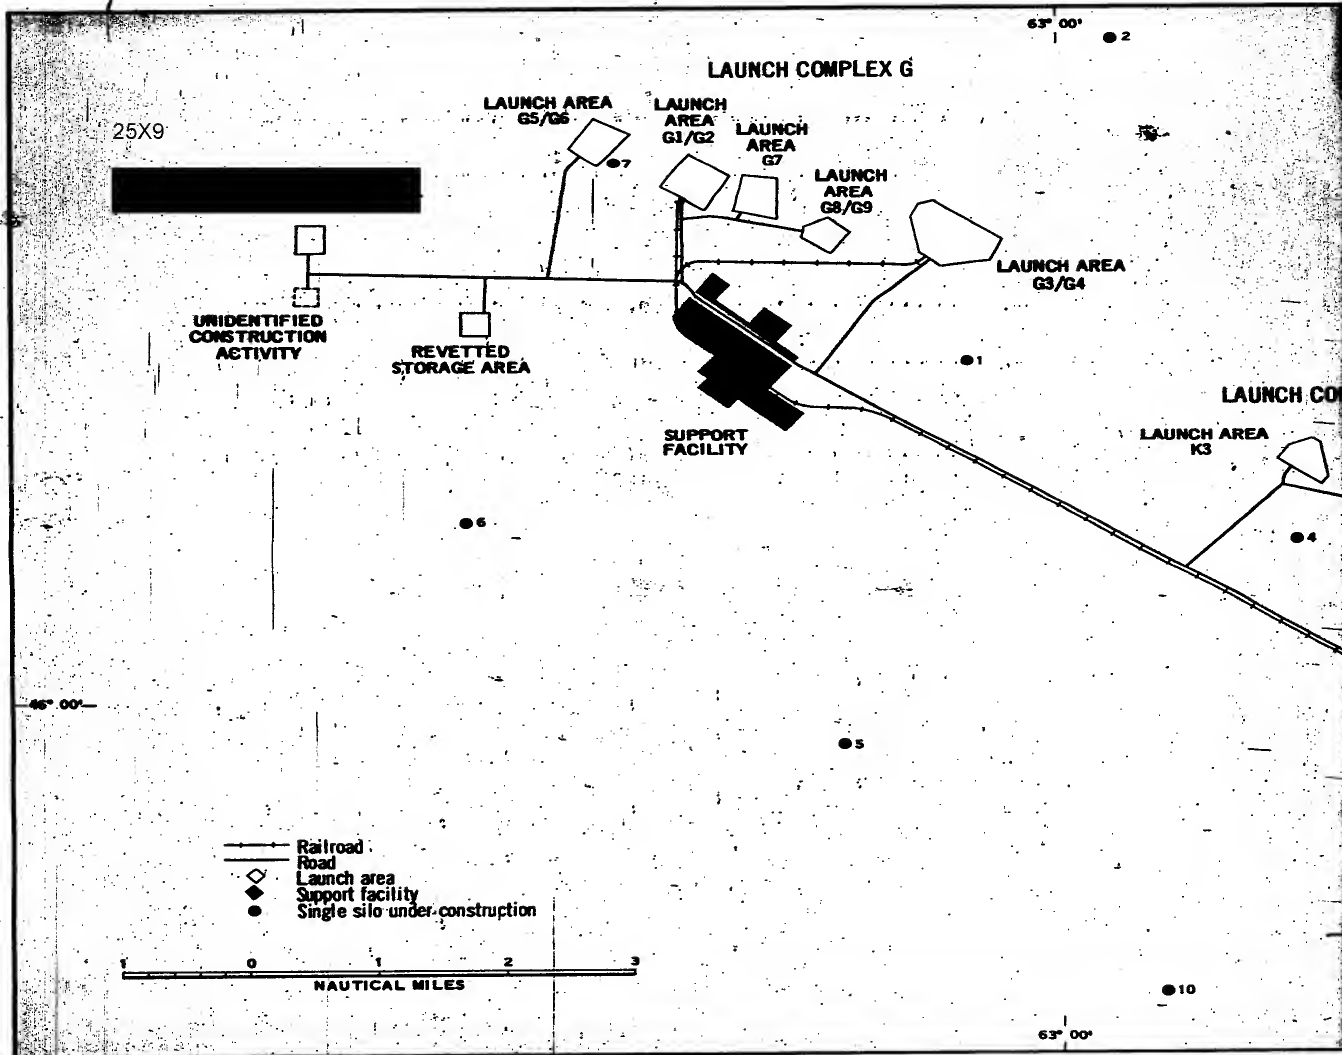 63° 00'
2
LAUNCH COMPLEX G
LAUNCH AREA
G5/G6
LAUNCH
AREA
G1/G2
LAUNCH
AREA
G7
25X9
7
LAUNCH
AREA
G8/G9
LAUNCH AREA
G3/G4
UNIDENTIFIED
CONSTRUCTION
ACTIVITY
REVETTED
STORAGE AREA
1
LAUNCH CO
SUPPORT
FACILITY
LAUNCH AREA
K3
6
4
46° 00'
5
Railroad
Road
Launch area
Support facility
Single silo under construction
1 0 1 2 3
NAUTICAL MILES
10
63° 00'